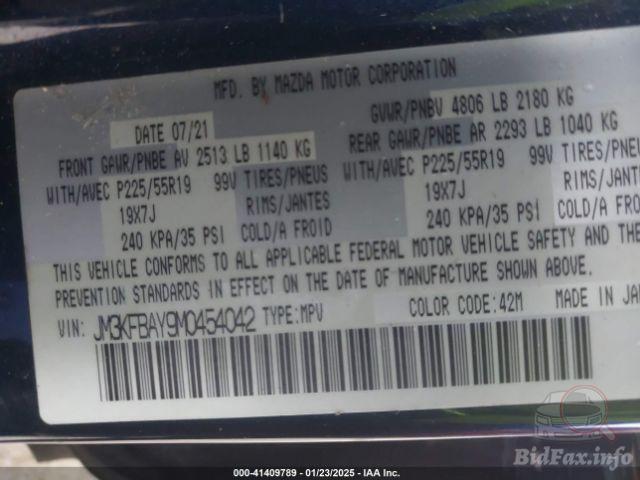 MFD. BY MAZDA MOTOR CORPORATION
DATE 07/21 GVWR/PNBV 4806 LB 2180 KG
FRONT GAWR/PNBE AV 2513 LB 1140 KG REAR GAWR/PNBE AR 2293 LB 1040 KG
WITH/AVEC P225/55R19 99V TIRES/PNEUS WITH/AVEC P225/55R19 99V TIRES/PNEUS
19X7J RIMS/JANTES 19X7J RIMS/JANTES
240 KPA/35 PSI COLD/A FROID 240 KPA/35 PSI COLD/A FROID
THIS VEHICLE CONFORMS TO ALL APPLICABLE FEDERAL MOTOR VEHICLE SAFETY AND THE
PREVENTION STANDARDS IN EFFECT ON THE DATE OF MANUFACTURE SHOWN ABOVE.
VIN: JM3KFBAY9M0454042 TYPE:MPV COLOR CODE:42M MADE IN JA
BidFax.info
000-41409789 - 01/23/2025 - IAA Inc.